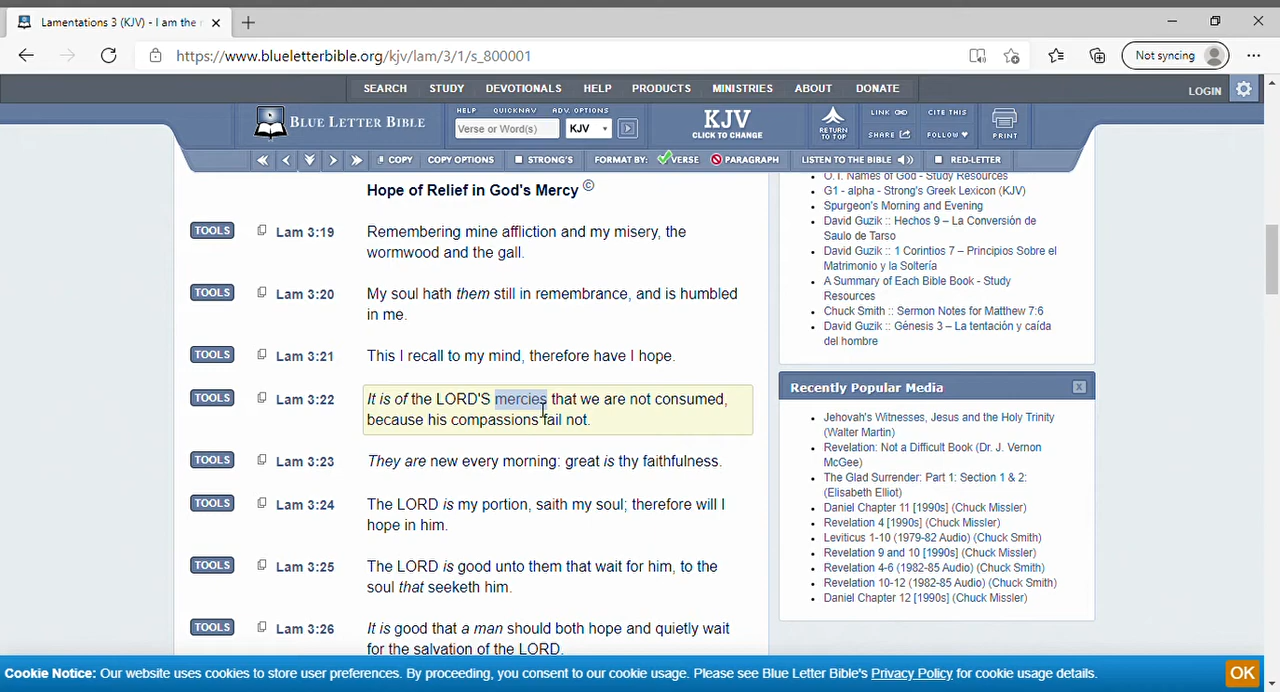 Lamentations 3 (KJV) - I am the
https://www.blueletterbible.org/kjv/lam/3/1/s_800001
Not syncing
SEARCH STUDY DEVOTIONALS HELP PRODUCTS MINISTRIES ABOUT DONATE
LOGIN
BLUE LETTER BIBLE
HELP QUICKNAV ADV. OPTIONS
Verse or Word(s) KJV
KJV
CLICK TO CHANGE
RETURN
TO TOP
LINK CITE THIS
SHARE FOLLOW
PRINT
COPY COPY OPTIONS STRONG'S FORMAT BY: VERSE PARAGRAPH LISTEN TO THE BIBLE RED-LETTER
Hope of Relief in God's Mercy ©
TOOLS Lam 3:19 Remembering mine affliction and my misery, the
wormwood and the gall.
TOOLS Lam 3:20 My soul hath them still in remembrance, and is humbled
in me.
TOOLS Lam 3:21 This I recall to my mind, therefore have I hope.
TOOLS Lam 3:22 It is of the LORD'S mercies that we are not consumed,
because his compassions fail not.
TOOLS Lam 3:23 They are new every morning: great is thy faithfulness.
TOOLS Lam 3:24 The LORD is my portion, saith my soul; therefore will I
hope in him.
TOOLS Lam 3:25 The LORD is good unto them that wait for him, to the
soul that seeketh him.
TOOLS Lam 3:26 It is good that a man should both hope and quietly wait
for the salvation of the LORD.
O.T. Names of God - Study Resources
G1 - alpha - Strong's Greek Lexicon (KJV)
Spurgeon's Morning and Evening
David Guzik :: Hechos 9 – La Conversión de
Saulo de Tarso
David Guzik :: 1 Corintios 7 – Principios Sobre el
Matrimonio y la Soltería
A Summary of Each Bible Book - Study
Resources
Chuck Smith :: Sermon Notes for Matthew 7:6
David Guzik :: Génesis 3 – La tentación y caída
del hombre
Recently Popular Media
Jehovah's Witnesses, Jesus and the Holy Trinity
(Walter Martin)
Revelation: Not a Difficult Book (Dr. J. Vernon
McGee)
The Glad Surrender: Part 1: Section 1 & 2:
(Elisabeth Elliot)
Daniel Chapter 11 [1990s] (Chuck Missler)
Revelation 4 [1990s] (Chuck Missler)
Leviticus 1-10 (1979-82 Audio) (Chuck Smith)
Revelation 9 and 10 [1990s] (Chuck Missler)
Revelation 4-6 (1982-85 Audio) (Chuck Smith)
Revelation 10-12 (1982-85 Audio) (Chuck Smith)
Daniel Chapter 12 [1990s] (Chuck Missler)
Cookie Notice: Our website uses cookies to store user preferences. By proceeding, you consent to our cookie usage. Please see Blue Letter Bible's Privacy Policy for cookie usage details. OK